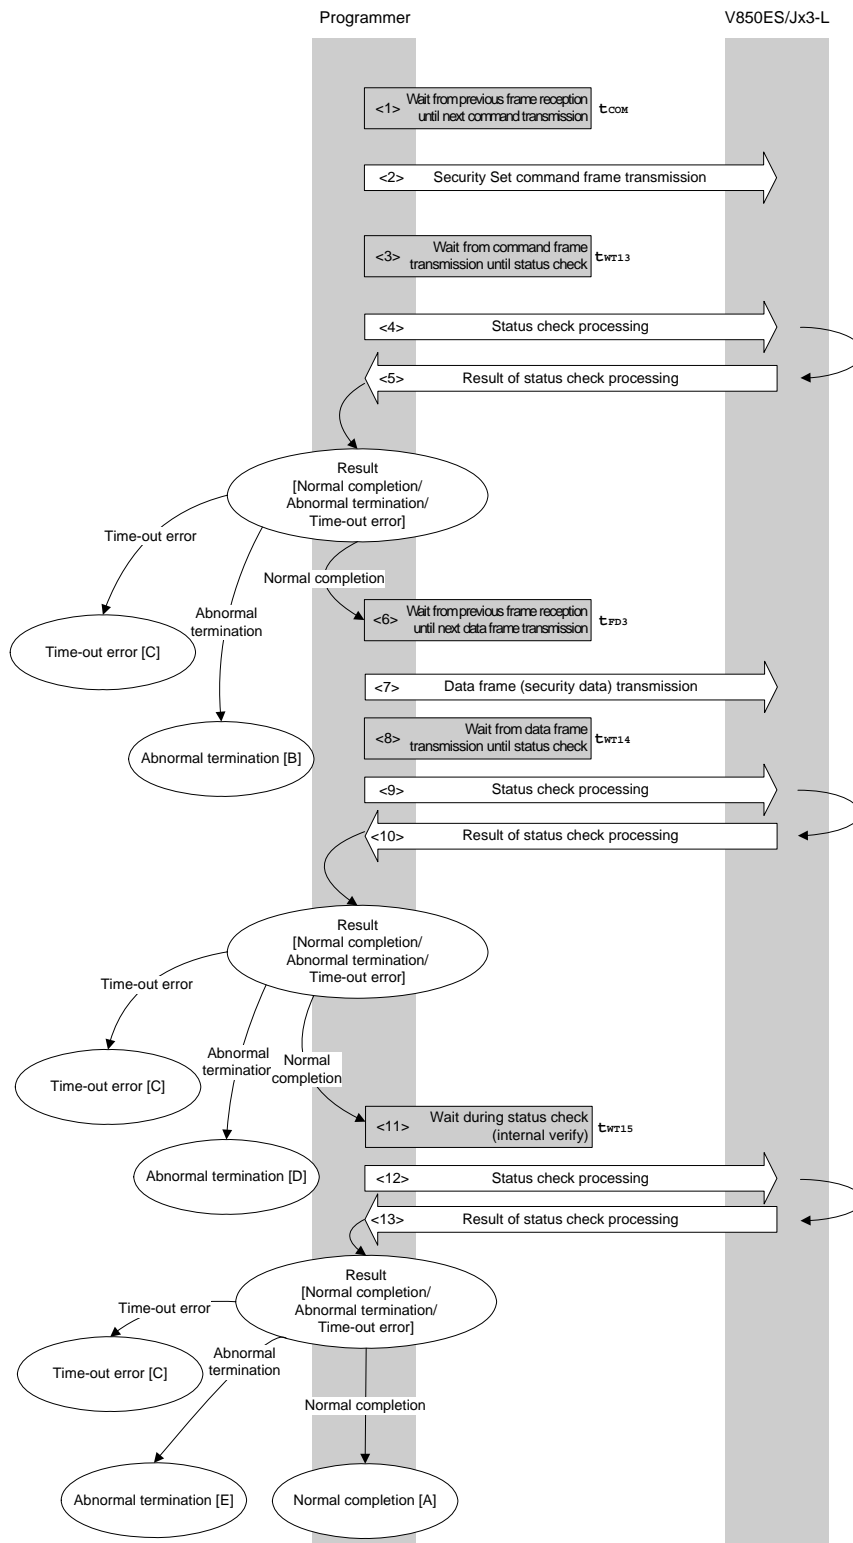 Programmer
V850ES/Jx3-L
<1> Wait from previous frame reception
until next command transmission
tCOM
<2> Security Set command frame transmission
<3> Wait from command frame
transmission until status check
tWT13
<4> Status check processing
<5> Result of status check processing
Result
[Normal completion/
Abnormal termination/
Time-out error]
Time-out error
Normal completion
Abnormal
termination
<6> Wait from previous frame reception
until next data frame transmission
tFD3
Time-out error [C]
<7> Data frame (security data) transmission
<8> Wait from data frame
transmission until status check
tWT14
Abnormal termination [B]
<9> Status check processing
<10> Result of status check processing
Result
[Normal completion/
Abnormal termination/
Time-out error]
Time-out error
Abnormal
termination
Normal
completion
Time-out error [C]
<11> Wait during status check
(internal verify)
tWT15
Abnormal termination [D]
<12> Status check processing
<13> Result of status check processing
Result
[Normal completion/
Abnormal termination/
Time-out error]
Time-out error
Abnormal
termination
Time-out error [C]
Normal completion
Abnormal termination [E]
Normal completion [A]